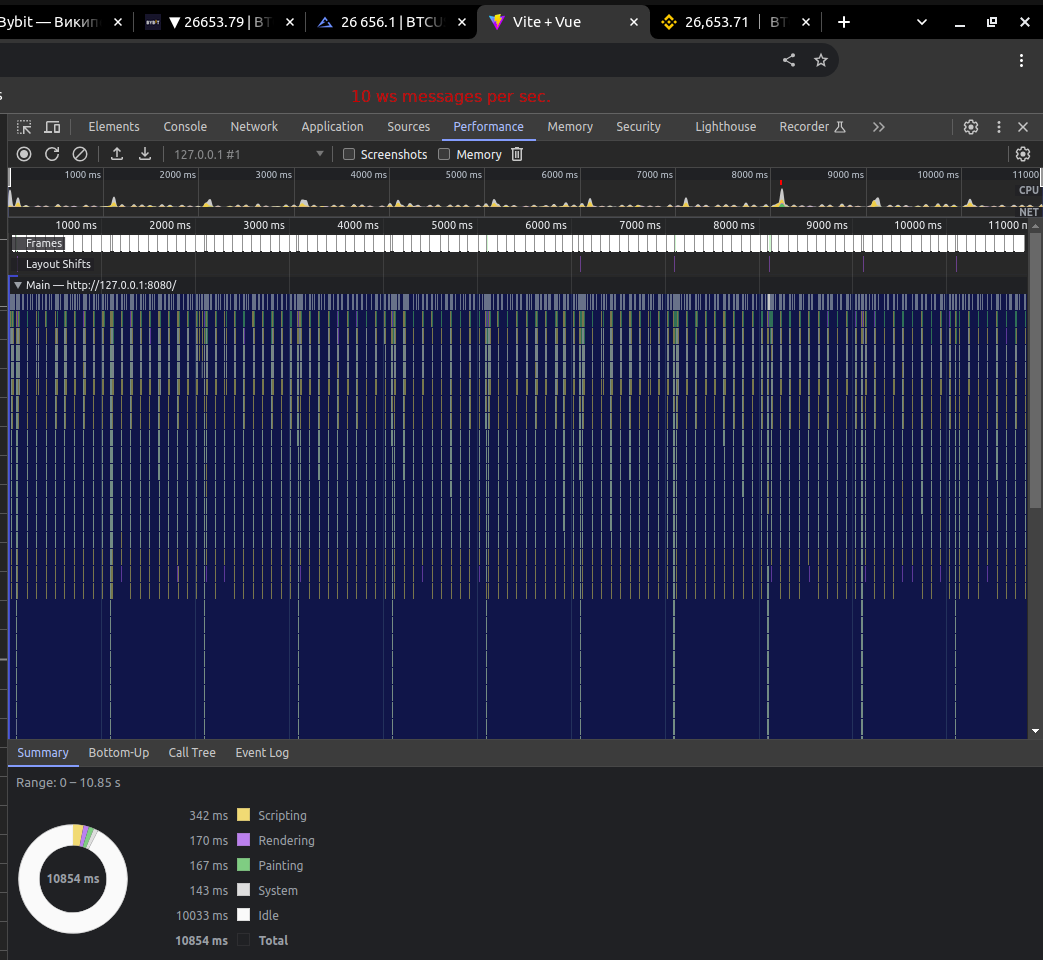 Bybit — Викип ▼ 26653.79 | BT 26 656.1 | BTCU Vite + Vue 26,653.71 | BT
s
10 ws messages per sec.
Elements Console Network Application Sources Performance Memory Security Lighthouse Recorder
127.0.0.1 #1 Screenshots Memory
1000 ms 2000 ms 3000 ms 4000 ms 5000 ms 6000 ms 7000 ms 8000 ms 9000 ms 10000 ms 11000
CPU
NET
1000 ms 2000 ms 3000 ms 4000 ms 5000 ms 6000 ms 7000 ms 8000 ms 9000 ms 10000 ms 11000 m
Frames
Layout Shifts
Main — http://127.0.0.1:8080/
Summary Bottom-Up Call Tree Event Log
Range: 0 – 10.85 s
342 ms Scripting
170 ms Rendering
167 ms Painting
10854 ms
143 ms System
10033 ms Idle
10854 ms Total